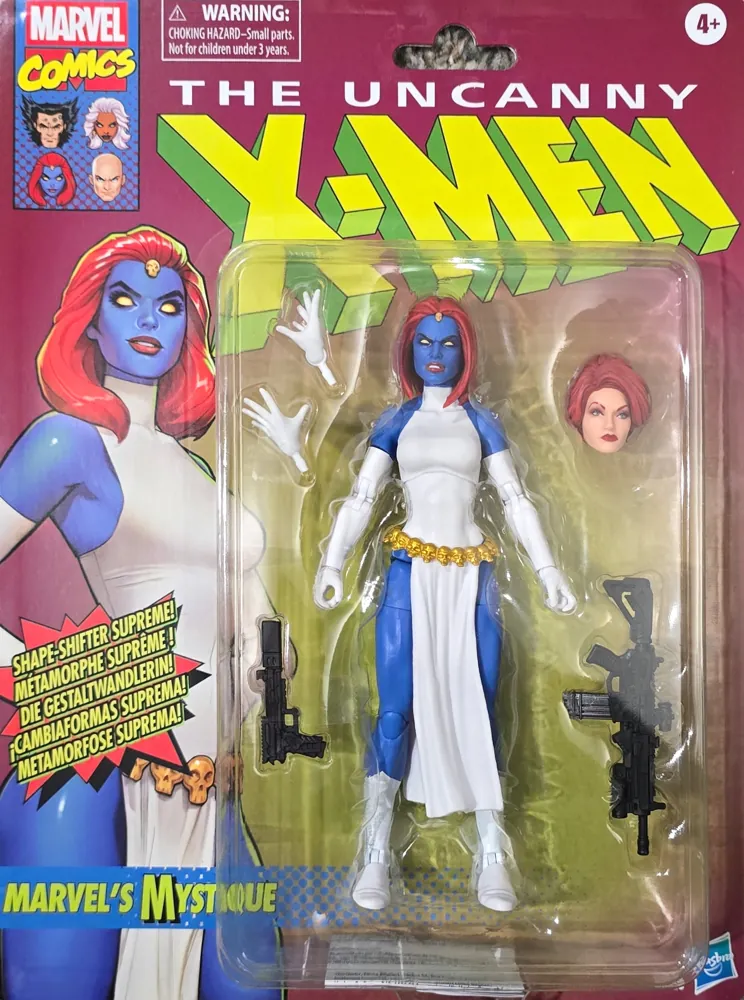 MARVEL
COMICS
WARNING:
CHOKING HAZARD–Small parts.
Not for children under 3 years.
4+
THE UNCANNY
X-MEN
SHAPE-SHIFTER SUPREME!
MÉTAMORPHE SUPRÊME !
DIE GESTALTWANDLERIN!
¡CAMBIAFORMAS SUPREMA!
METAMORFOSE SUPREMA!
MARVEL'S MYSTIQUE
Hasbro